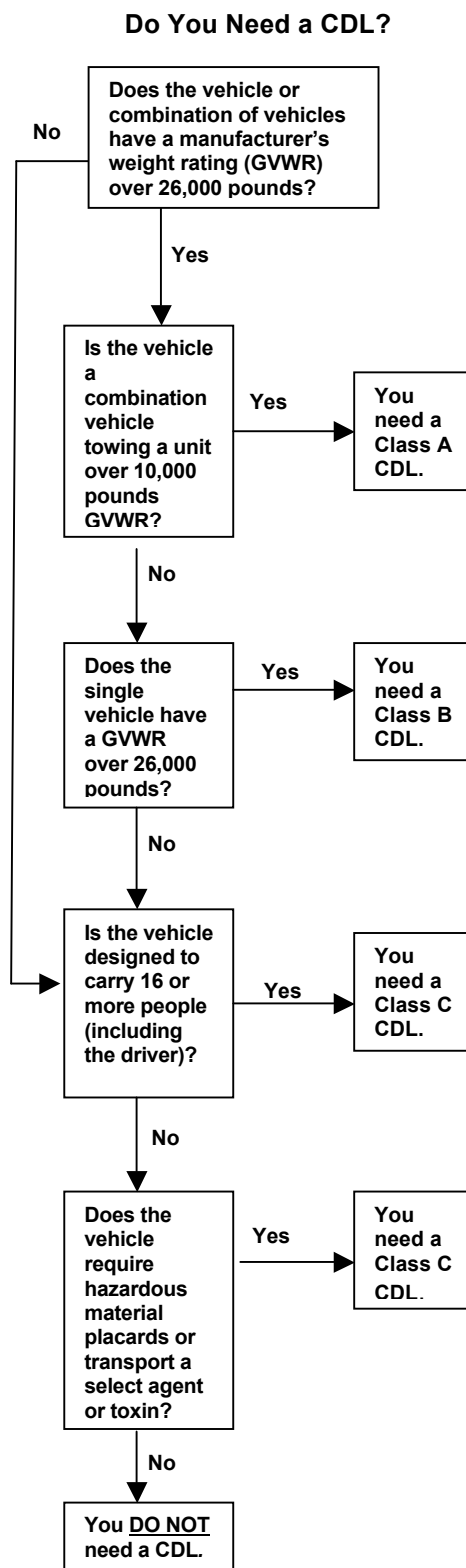 Do You Need a CDL?
Does the vehicle or
combination of vehicles
have a manufacturer's
weight rating (GVWR)
over 26,000 pounds?
No
Yes
Is the vehicle
a
combination
vehicle
towing a unit
over 10,000
pounds
GVWR?
Yes
You
need a
Class A
CDL.
No
Does the
single
vehicle have
a GVWR
over 26,000
pounds?
Yes
You
need a
Class B
CDL.
No
Is the vehicle
designed to
carry 16 or
more people
(including
the driver)?
Yes
You
need a
Class C
CDL.
No
Does the
vehicle
require
hazardous
material
placards or
transport a
select agent
or toxin?
Yes
You
need a
Class C
CDL.
No
You DO NOT
need a CDL.